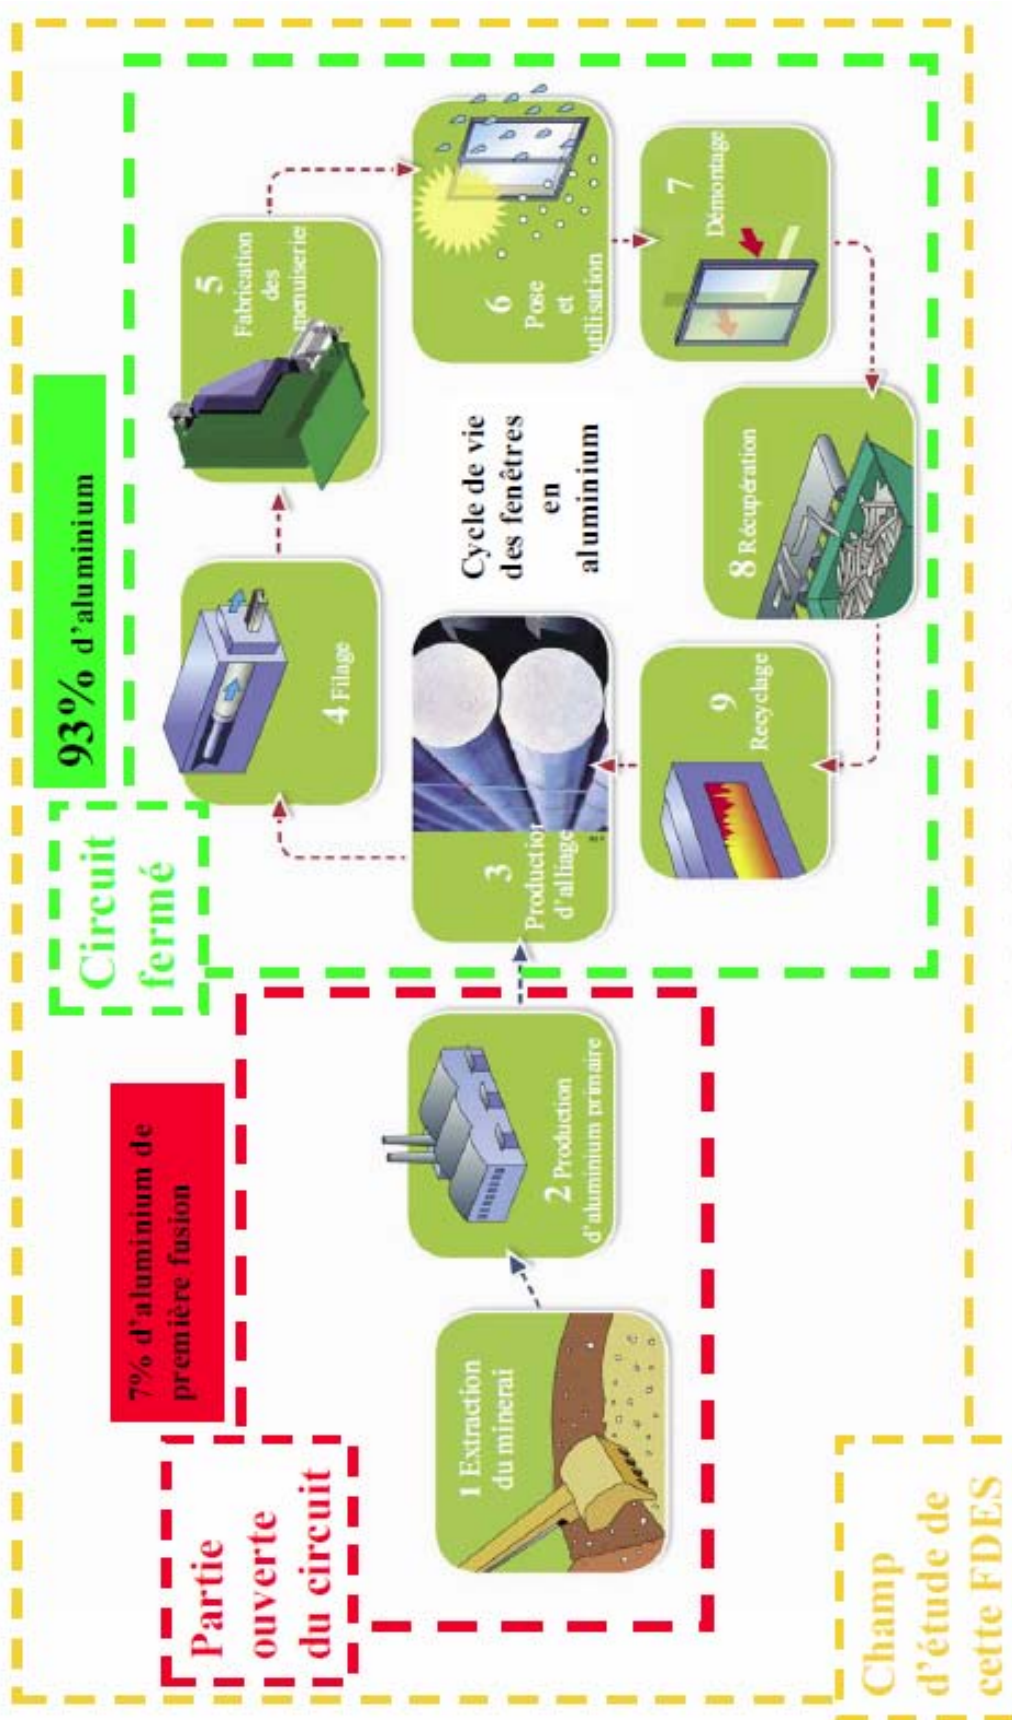 93% d'aluminium
Circuit
fermé
7% d'aluminium de
première fusion
Partie
ouverte
du circuit
1 Extraction
du minerai
2 Production
d'aluminium primaire
3
Production
d'alliage
4 Filage
5
Fabrication
des
menuiserie
6
Pose
et
utilisation
7
Démontage
8 Récupération
9
Recyclage
Cycle de vie
des fenêtres
en
aluminium
Champ
d'étude de
cette FDES